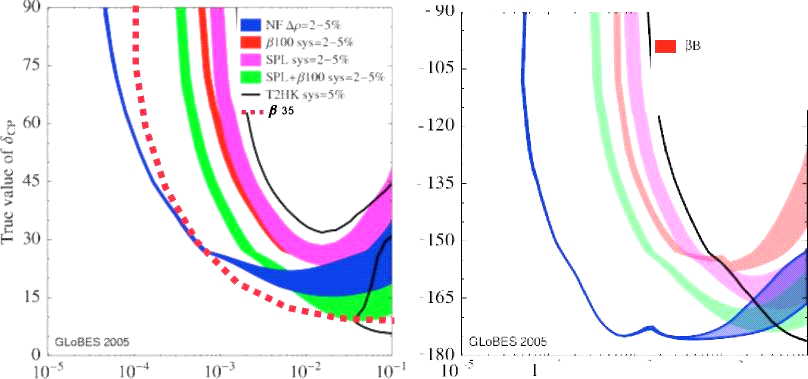 90
75
60
45
30
15
0
True value of δCP
NF Δρ=2−5%
β100 sys=2−5%
SPL sys=2−5%
SPL+β100 sys=2−5%
T2HK sys=5%
β 35
GLoBES 2005
10−5
10−4
10−3
10−2
10−1
- 90
-105
-120
-135
-150
-165
-180
βB
GLoBES 2005
10 -5
1